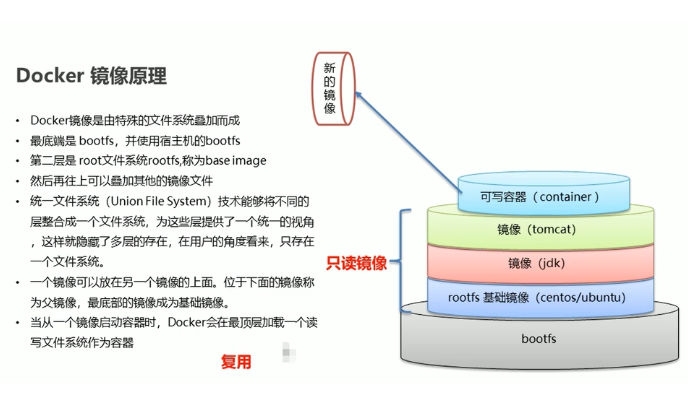 Docker 镜像原理
• Docker镜像是由特殊的文件系统叠加而成
• 最底端是 bootfs，并使用宿主机的bootfs
• 第二层是 root文件系统rootfs,称为base image
• 然后再往上可以叠加其他的镜像文件
• 统一文件系统（Union File System）技术能够将不同的
层整合成一个文件系统，为这些层提供了一个统一的视角
，这样就隐藏了多层的存在，在用户的角度看来，只存在
一个文件系统。
• 一个镜像可以放在另一个镜像的上面。位于下面的镜像称
为父镜像，最底部的镜像成为基础镜像。
• 当从一个镜像启动容器时，Docker会在最顶层加载一个读
写文件系统作为容器
复用
新的镜像
可写容器（container）
镜像（tomcat）
镜像（jdk）
rootfs 基础镜像（centos/ubuntu）
bootfs
只读镜像